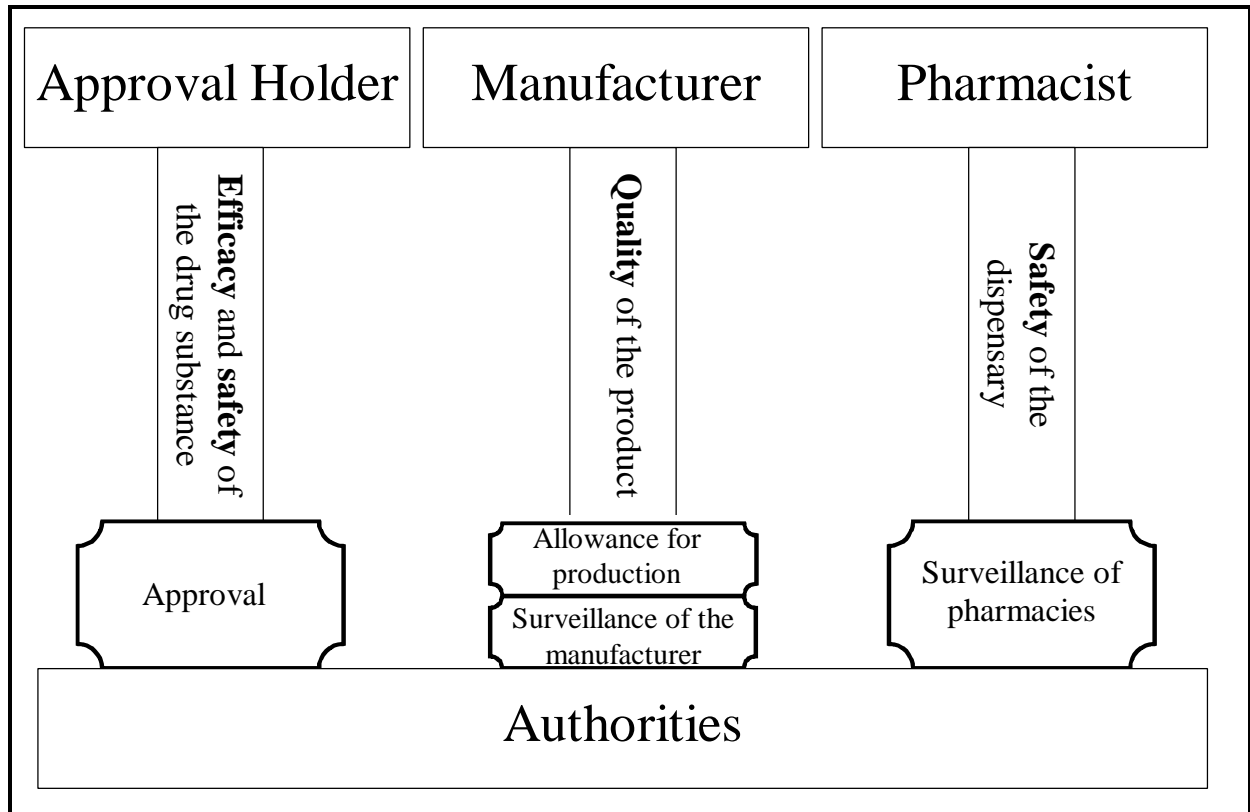 Approval Holder
Manufacturer
Pharmacist
Efficacy and safety of
the drug substance
Quality of the product
Safety of the
dispensary
Approval
Allowance for
production
Surveillance of the
manufacturer
Surveillance of
pharmacies
Authorities